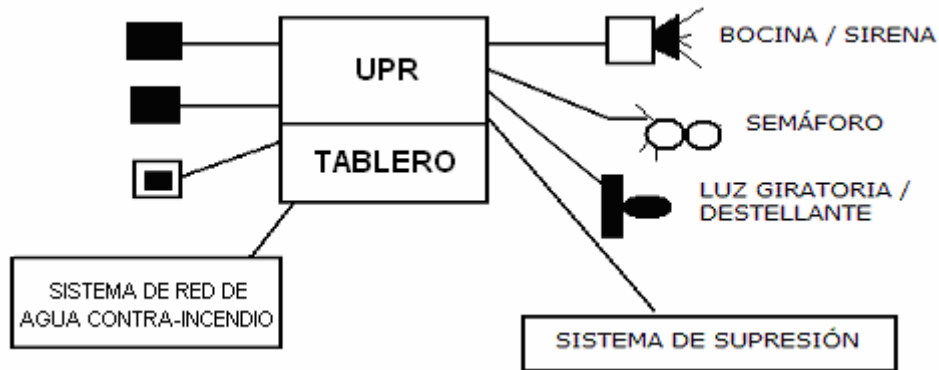 UPR
TABLERO
BOCINA / SIRENA
SEMÁFORO
LUZ GIRATORIA /
DESTELLANTE
SISTEMA DE RED DE
AGUA CONTRA-INCENDIO
SISTEMA DE SUPRESIÓN